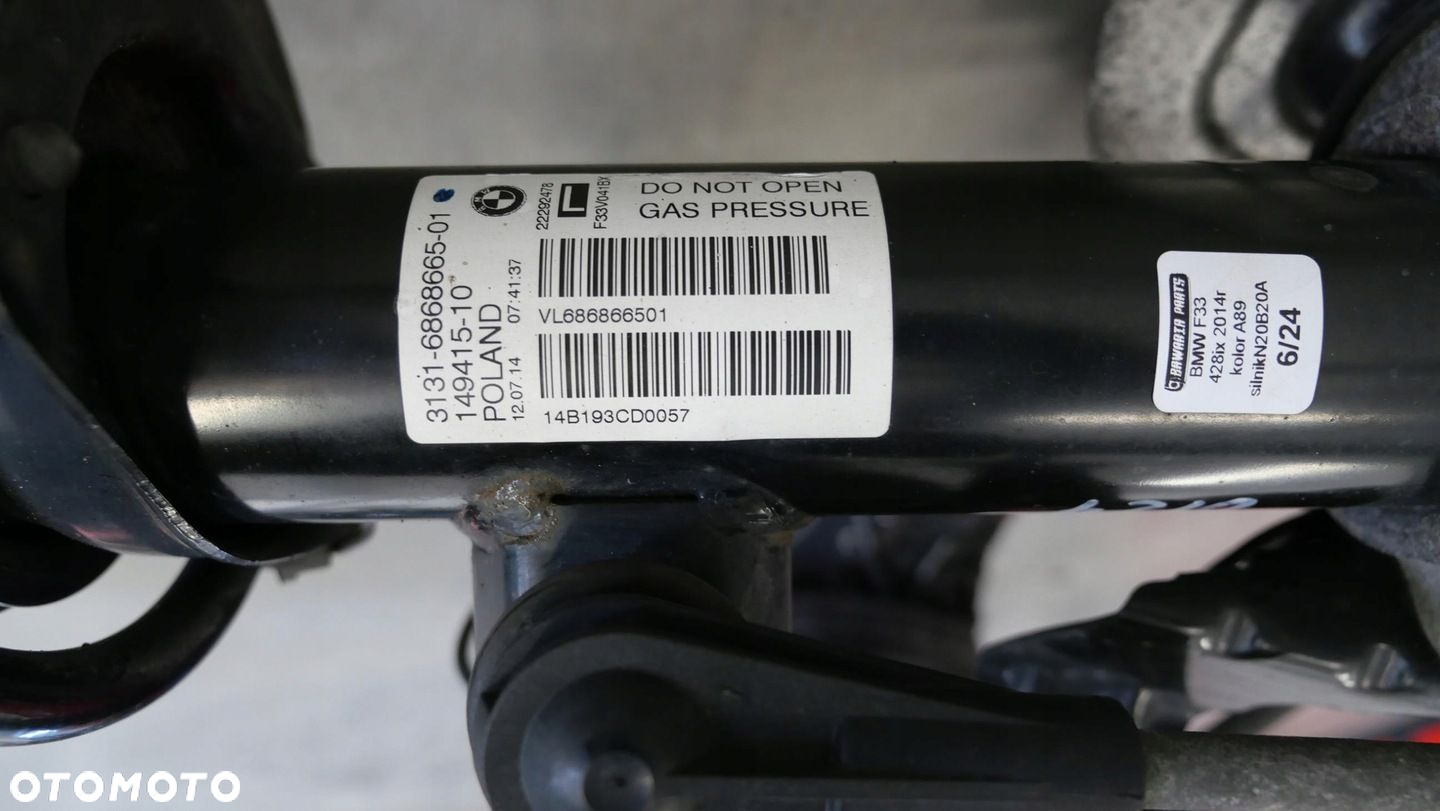 3131-6868665-01
149415-10
POLAND
12.07.14 07:41:37
BMW
22292478
L
F33V041BX
DO NOT OPEN
GAS PRESSURE
VL686866501
14B193CD0057
BAWARIA PARTS
BMW F33
428ix 2014r
kolor A89
silnikN20B20A
6/24
OTOMOTO